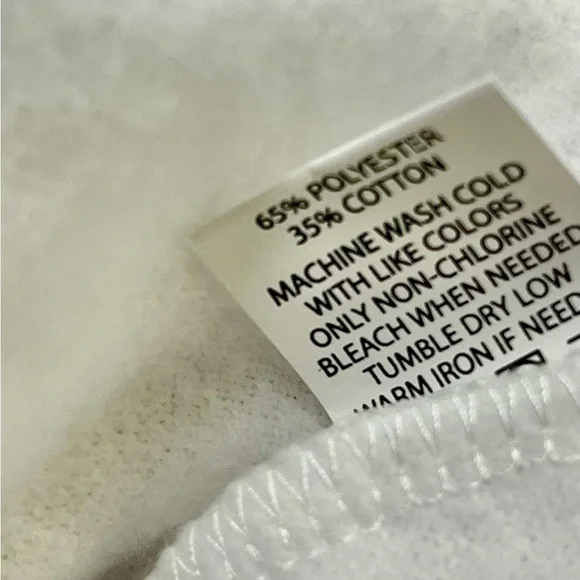 65% POLYESTER
35% COTTON
MACHINE WASH COLD
WITH LIKE COLORS
ONLY NON-CHLORINE
BLEACH WHEN NEEDED
TUMBLE DRY LOW
WARM IRON IF NEED